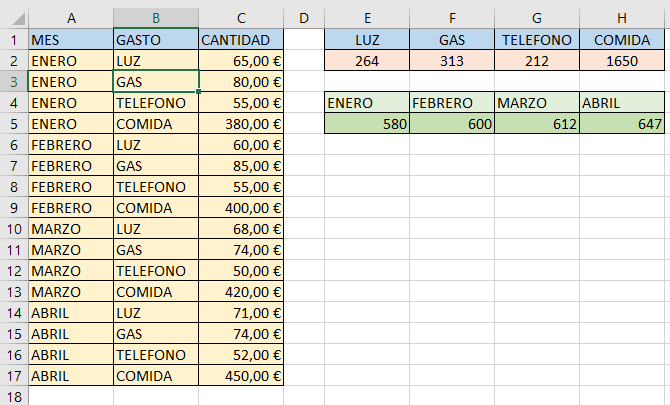 A B C D E F G H
1 MES GASTO CANTIDAD LUZ GAS TELEFONO COMIDA
2 ENERO LUZ 65,00 € 264 313 212 1650
3 ENERO GAS 80,00 €
4 ENERO TELEFONO 55,00 € ENERO FEBRERO MARZO ABRIL
5 ENERO COMIDA 380,00 € 580 600 612 647
6 FEBRERO LUZ 60,00 €
7 FEBRERO GAS 85,00 €
8 FEBRERO TELEFONO 55,00 €
9 FEBRERO COMIDA 400,00 €
10 MARZO LUZ 68,00 €
11 MARZO GAS 74,00 €
12 MARZO TELEFONO 50,00 €
13 MARZO COMIDA 420,00 €
14 ABRIL LUZ 71,00 €
15 ABRIL GAS 74,00 €
16 ABRIL TELEFONO 52,00 €
17 ABRIL COMIDA 450,00 €
18